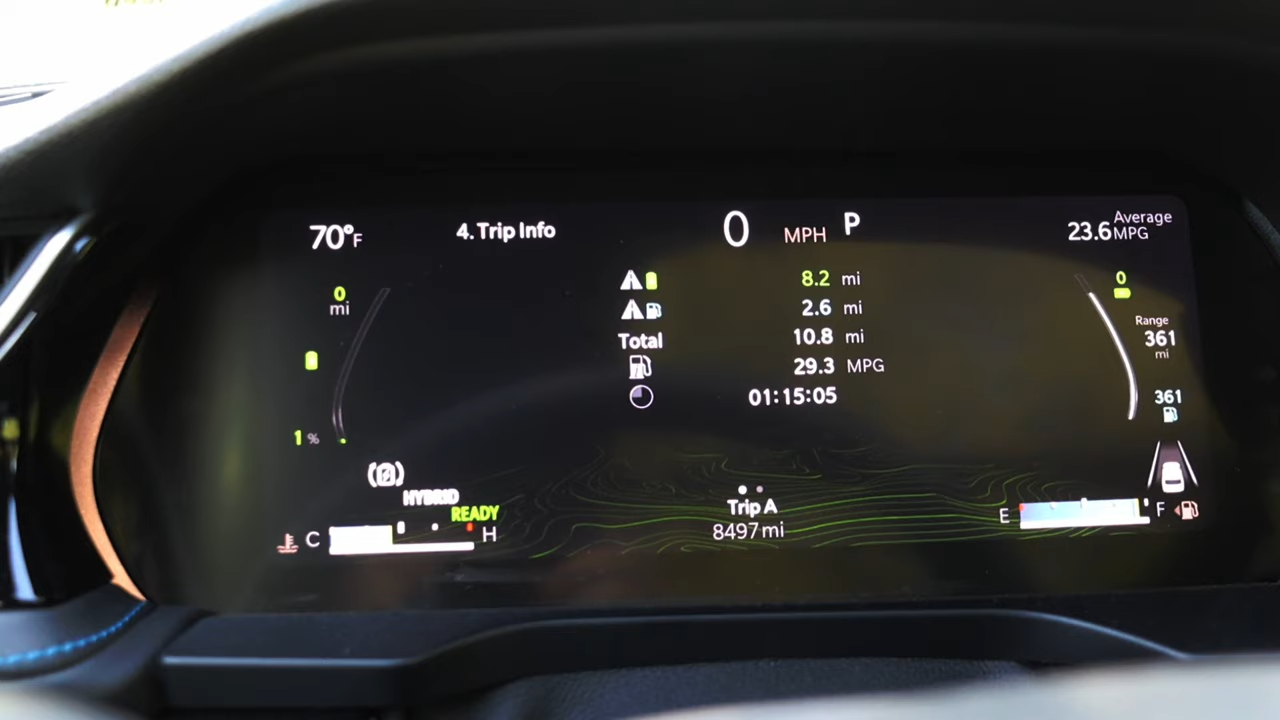 70°F
4. Trip Info
0 MPH P
23.6 Average MPG
0 mi
8.2 mi
0
2.6 mi
Range
361
mi
Total 10.8 mi
29.3 MPG
01:15:05
361
1 %
HYBRID
READY
Trip A
8497 mi
C H
E F